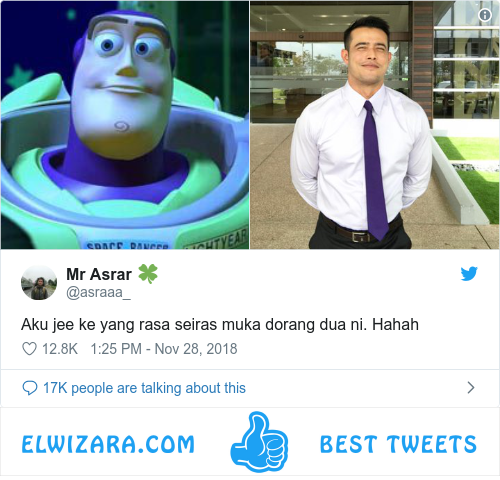 SPACE RANGER LIGHTYEAR
Mr Asrar 🍀
@asraaa_
Aku jee ke yang rasa seiras muka dorang dua ni. Hahah
12.8K 1:25 PM - Nov 28, 2018
17K people are talking about this
ELWIZARA.COM BEST TWEETS